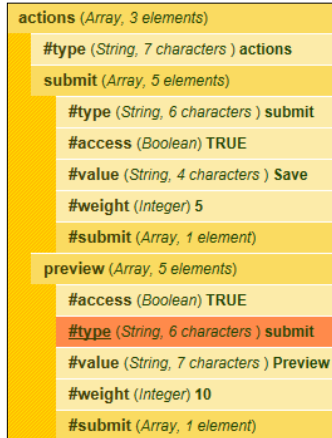 actions (Array, 3 elements)
#type (String, 7 characters ) actions
submit (Array, 5 elements)
#type (String, 6 characters ) submit
#access (Boolean) TRUE
#value (String, 4 characters ) Save
#weight (Integer) 5
#submit (Array, 1 element)
preview (Array, 5 elements)
#access (Boolean) TRUE
#type (String, 6 characters ) submit
#value (String, 7 characters ) Preview
#weight (Integer) 10
#submit (Array, 1 element)